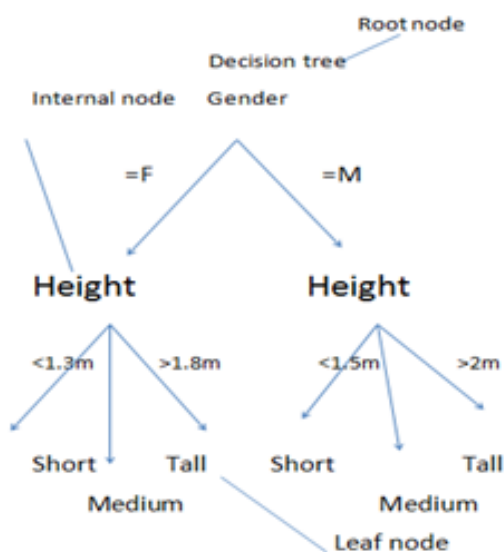 Root node
Decision tree
Internal node Gender
=F =M
Height Height
<1.3m >1.8m <1.5m >2m
Short Tall Short Tall
Medium Medium
Leaf node